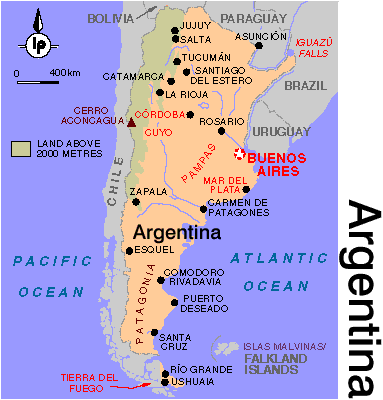 BOLIVIA
PARAGUAY
JUJUY
SALTA
ASUNCIÓN
IGUAZÚ
FALLS
lp
0 400 km
TUCUMÁN
SANTIAGO
DEL ESTERO
CATAMARCA
LA RIOJA
BRAZIL
CERRO
ACONCAGUA
CÓRDOBA
CUYO
ROSARIO
URUGUAY
LAND ABOVE
2000 METRES
PAMPAS
BUENOS
AIRES
CHILE
MAR DEL
PLATA
ZAPALA
CARMEN DE
PATAGONES
Argentina
ESQUEL
PACIFIC
OCEAN
ATLANTIC
OCEAN
PATAGONIA
COMODORO
RIVADAVIA
PUERTO
DESEADO
SANTA
CRUZ
ISLAS MALVINAS/
FALKLAND
ISLANDS
RÍO GRANDE
TIERRA DEL
FUEGO
USHUAIA
Argentina